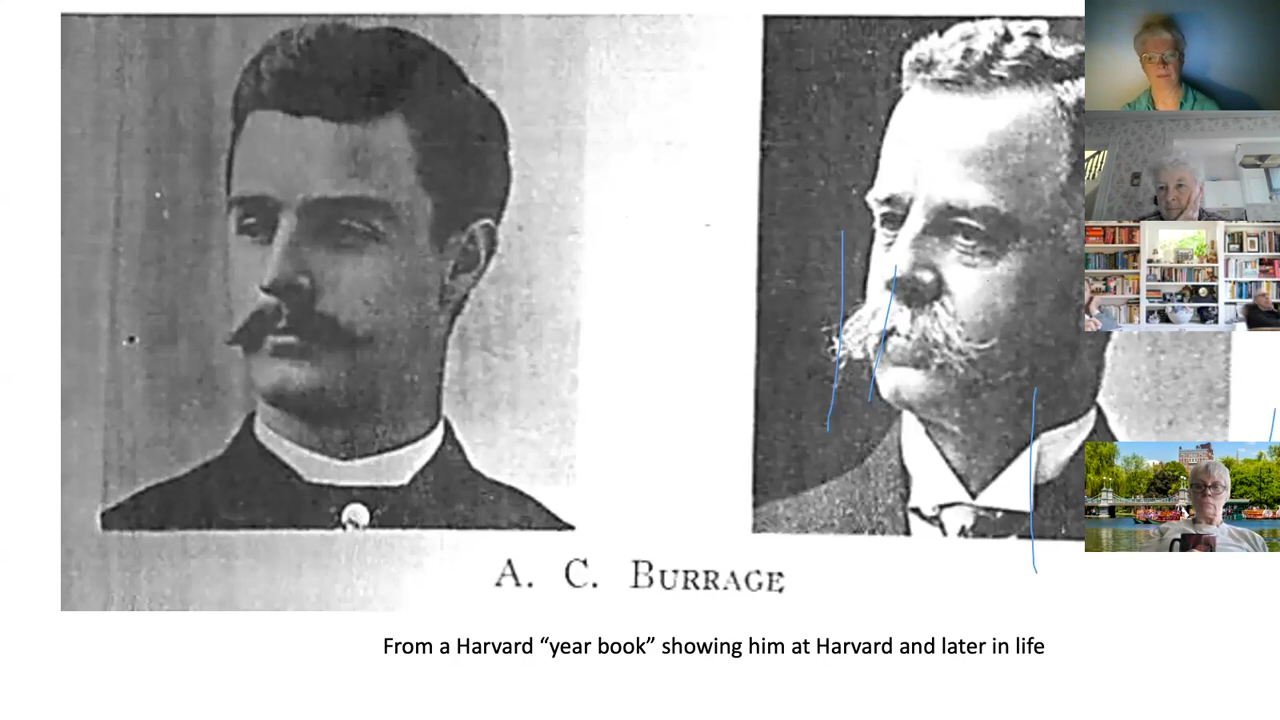 A. C. BURRAGE
From a Harvard “year book” showing him at Harvard and later in life